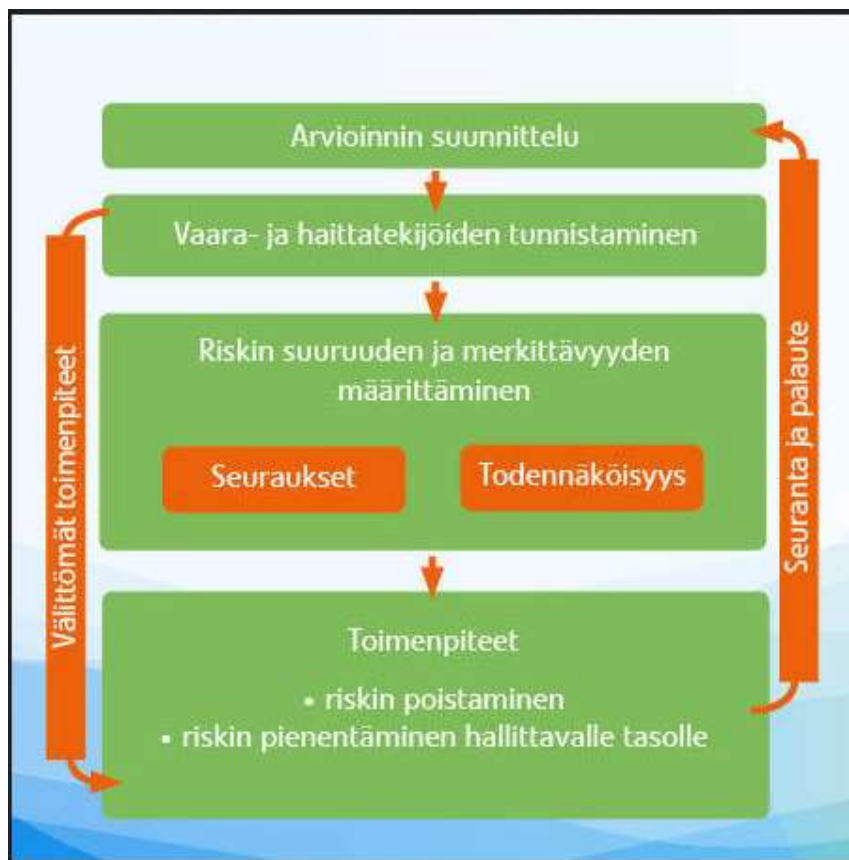 Arvioinnin suunnittelu
Vaara- ja haittatekijöiden tunnistaminen
Riskin suuruuden ja merkittävyyden
määrittäminen
Seuraukset
Todennäköisyys
Toimenpiteet
• riskin poistaminen
• riskin pienentäminen hallittavalle tasolle
Välittömät toimenpiteet
Seuranta ja palaute